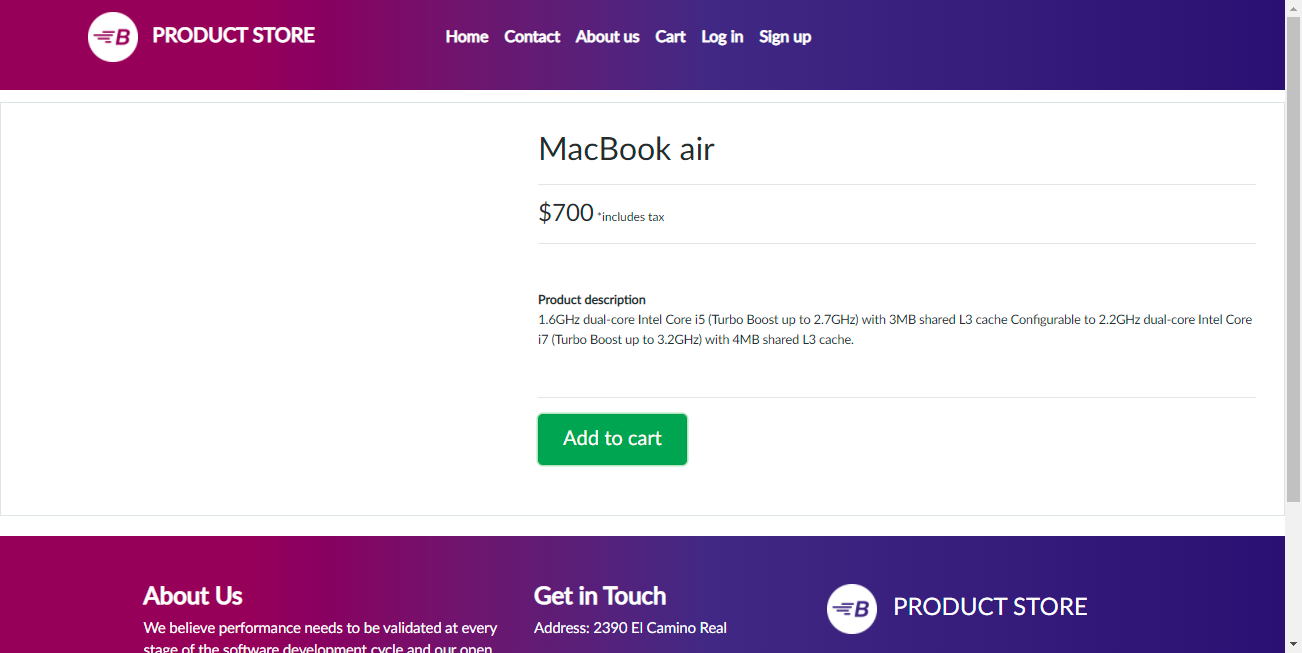 B PRODUCT STORE Home Contact About us Cart Log in Sign up
MacBook air
$700 *includes tax
Product description
1.6GHz dual-core Intel Core i5 (Turbo Boost up to 2.7GHz) with 3MB shared L3 cache Configurable to 2.2GHz dual-core Intel Core
i7 (Turbo Boost up to 3.2GHz) with 4MB shared L3 cache.
Add to cart
About Us
We believe performance needs to be validated at every
stage of the software development cycle and our open
Get in Touch
Address: 2390 El Camino Real
B PRODUCT STORE